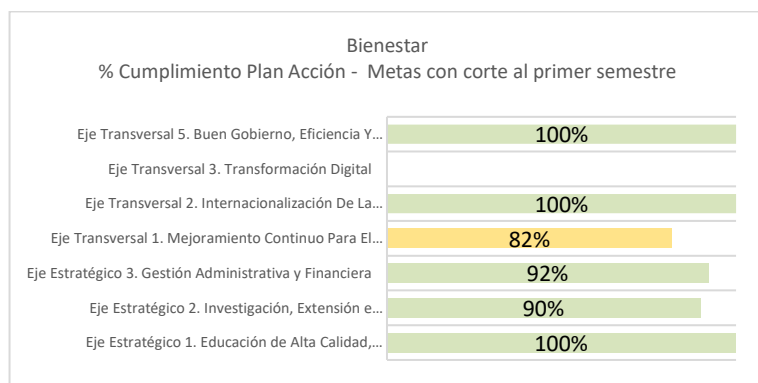 Bienestar
% Cumplimiento Plan Acción - Metas con corte al primer semestre
Eje Transversal 5. Buen Gobierno, Eficiencia Y... 100%
Eje Transversal 3. Transformación Digital
Eje Transversal 2. Internacionalización De La... 100%
Eje Transversal 1. Mejoramiento Continuo Para El... 82%
Eje Estratégico 3. Gestión Administrativa y Financiera 92%
Eje Estratégico 2. Investigación, Extensión e... 90%
Eje Estratégico 1. Educación de Alta Calidad,... 100%